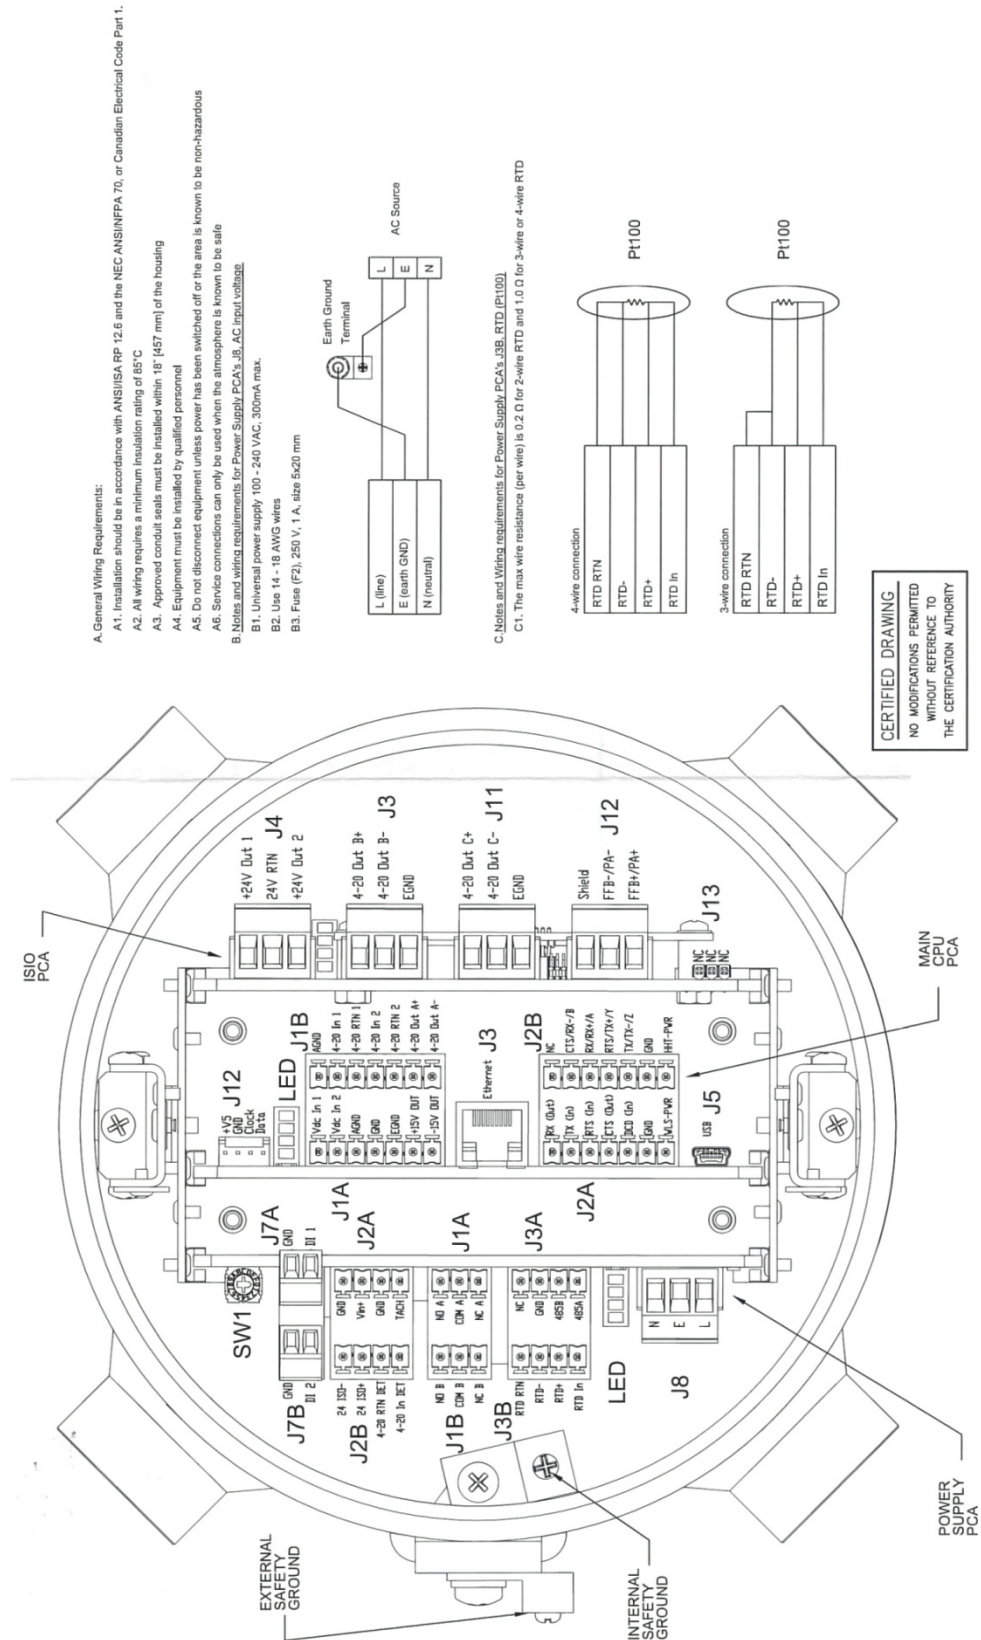 A. General Wiring Requirements:
A1. Installation should be in accordance with ANSI/ISA RP 12.6 and the NEC ANSI/NFPA 70, or Canadian Electrical Code Part 1.
A2. All wiring requires a minimum insulation rating of 85°C
A3. Approved conduit seals must be installed within 18" [457 mm] of the housing
A4. Equipment must be installed by qualified personnel
A5. Do not disconnect equipment unless power has been switched off or the area is known to be non-hazardous
A6. Service connections can only be used when the atmosphere is known to be safe
B. Notes and wiring requirements for Power Supply PCA's J8, AC input voltage
B1. Universal power supply 100 - 240 VAC, 300mA max.
B2. Use 14 - 18 AWG wires
B3. Fuse (F2), 250 V, 1 A, size 5x20 mm
Earth Ground
Terminal
AC Source
L (line)
E (earth GND)
N (neutral)
L
E
N
C. Notes and Wiring requirements for Power Supply PCA's J3B, RTD (Pt100)
C1. The max wire resistance (per wire) is 0.2 Ω for 2-wire RTD and 1.0 Ω for 3-wire or 4-wire RTD
4-wire connection
RTD RTN
RTD-
RTD+
RTD In
Pt100
3-wire connection
RTD RTN
RTD-
RTD+
RTD In
Pt100
CERTIFIED DRAWING
NO MODIFICATIONS PERMITTED
WITHOUT REFERENCE TO
THE CERTIFICATION AUTHORITY
ISIO
PCA
+24V Out 1
24V RTN
+24V Out 2
J4
4-20 Out B+
4-20 Out B-
EGND
J3
4-20 Out C+
4-20 Out C-
EGND
J11
Shield
FFB-/PA-
FFB+/PA+
J12
J13
NC
NC
NC
MAIN
CPU
PCA
J12
+V5
GND
Clock
Data
LED
J1B
AGND
4-20 In 1
4-20 RTN 1
4-20 In 2
4-20 RTN 2
4-20 Out A+
4-20 Out A-
Vdc In 1
Vdc In 2
AGND
GND
EGND
+15V OUT
-15V OUT
J1A
J3
Ethernet
J2B
NC
CTS/RX-/B
RX/RX+/A
RTS/TX+/Y
TX/TX-/Z
GND
HHT-PWR
RX (Out)
TX (In)
RTS (In)
CTS (Out)
DCD (In)
GND
WLS-PWR
J2A
J5
USB
SW1
J7A
GND
DI 1
J7B
GND
DI 2
J2A
GND
Vin+
GND
TACH
24 ISO-
24 ISO+
4-20 RTN DET
4-20 In DET
J2B
J1A
NO A
COM A
NC A
NO B
COM B
NC B
J1B
J3A
NC
GND
485B
485A
J3B
RTD RTN
RTD-
RTD+
RTD In
LED
N
E
L
J8
POWER
SUPPLY
PCA
EXTERNAL
SAFETY
GROUND
INTERNAL
SAFETY
GROUND